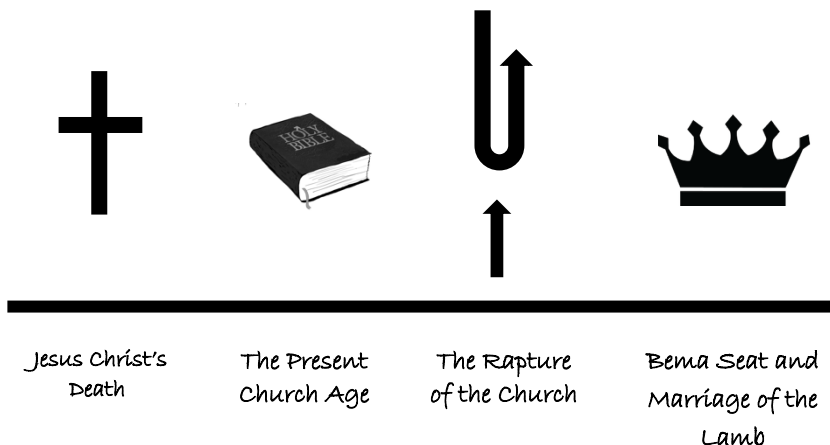 HOLY
BIBLE
Jesus Christ's
Death
The Present
Church Age
The Rapture
of the Church
Bema Seat and
Marriage of the
Lamb